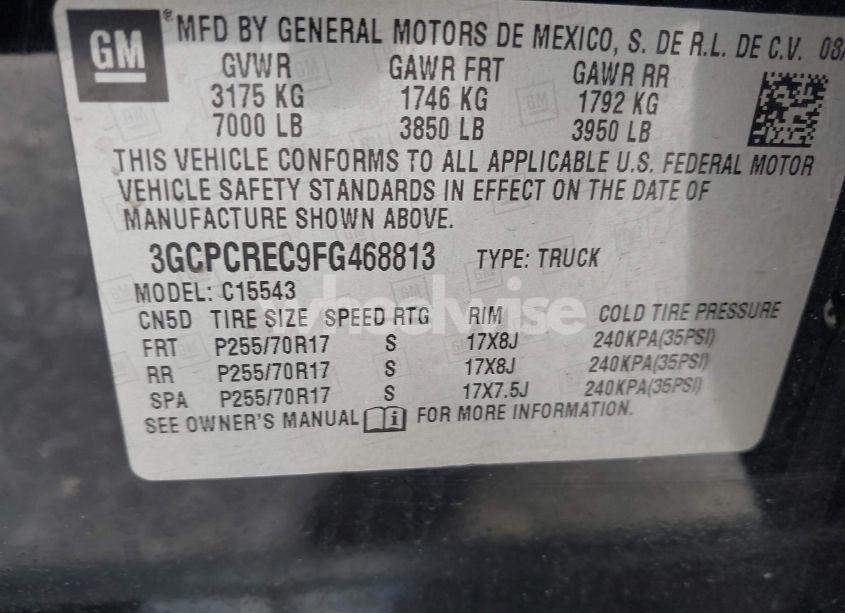 GM ® MFD BY GENERAL MOTORS DE MEXICO, S. DE R.L. DE C.V. 08/
GVWR GAWR FRT GAWR RR
3175 KG 1746 KG 1792 KG
7000 LB 3850 LB 3950 LB
THIS VEHICLE CONFORMS TO ALL APPLICABLE U.S. FEDERAL MOTOR
VEHICLE SAFETY STANDARDS IN EFFECT ON THE DATE OF
MANUFACTURE SHOWN ABOVE.
3GCPCREC9FG468813 TYPE: TRUCK
MODEL: C15543
wheelwise
CN5D TIRE SIZE SPEED RTG RIM COLD TIRE PRESSURE
FRT P255/70R17 S 17X8J 240KPA(35PSI)
RR P255/70R17 S 17X8J 240KPA(35PSI)
SPA P255/70R17 S 17X7.5J 240KPA(35PSI)
SEE OWNER'S MANUAL i FOR MORE INFORMATION.